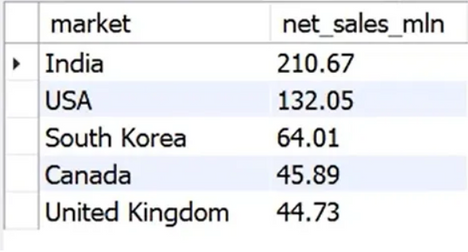 market net_sales_mln
India 210.67
USA 132.05
South Korea 64.01
Canada 45.89
United Kingdom 44.73